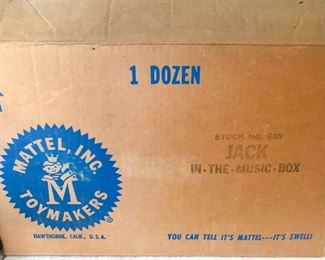 1 DOZEN
MATTEL, INC
M
TOYMAKERS
HAWTHORNE, CALIF., U.S.A.
STOCK NO. 659
JACK
IN-THE-MUSIC-BOX
YOU CAN TELL IT'S MATTEL---IT'S SWELL!